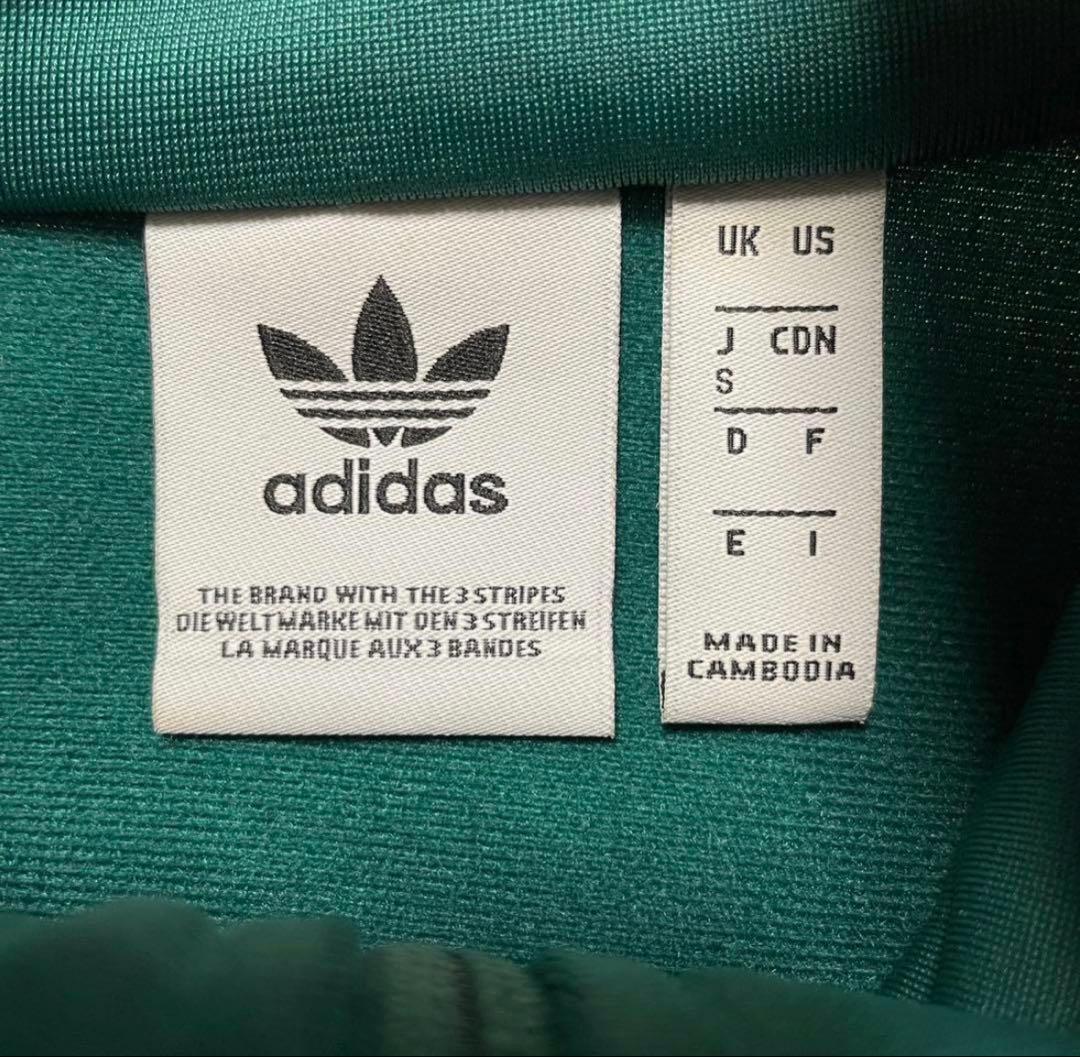 adidas
THE BRAND WITH THE 3 STRIPES
DIE WELTMARKE MIT DEN 3 STREIFEN
LA MARQUE AUX 3 BANDES
UK US
J CDN
S
D F
E I
MADE IN
CAMBODIA